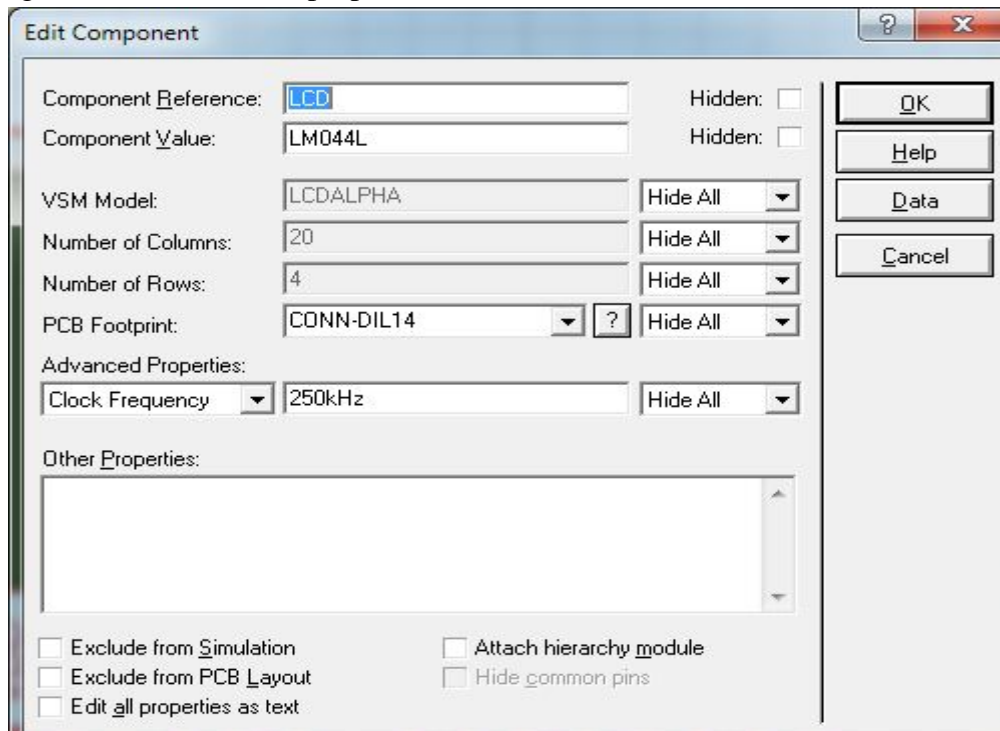 Edit Component
Component Reference: LCD Hidden:
Component Value: LM044L Hidden:
VSM Model: LCDALPHA Hide All
Number of Columns: 20 Hide All
Number of Rows: 4 Hide All
PCB Footprint: CONN-DIL14 ? Hide All
Advanced Properties:
Clock Frequency 250kHz Hide All
Other Properties:
Exclude from Simulation Attach hierarchy module
Exclude from PCB Layout Hide common pins
Edit all properties as text
?
OK
Help
Data
Cancel